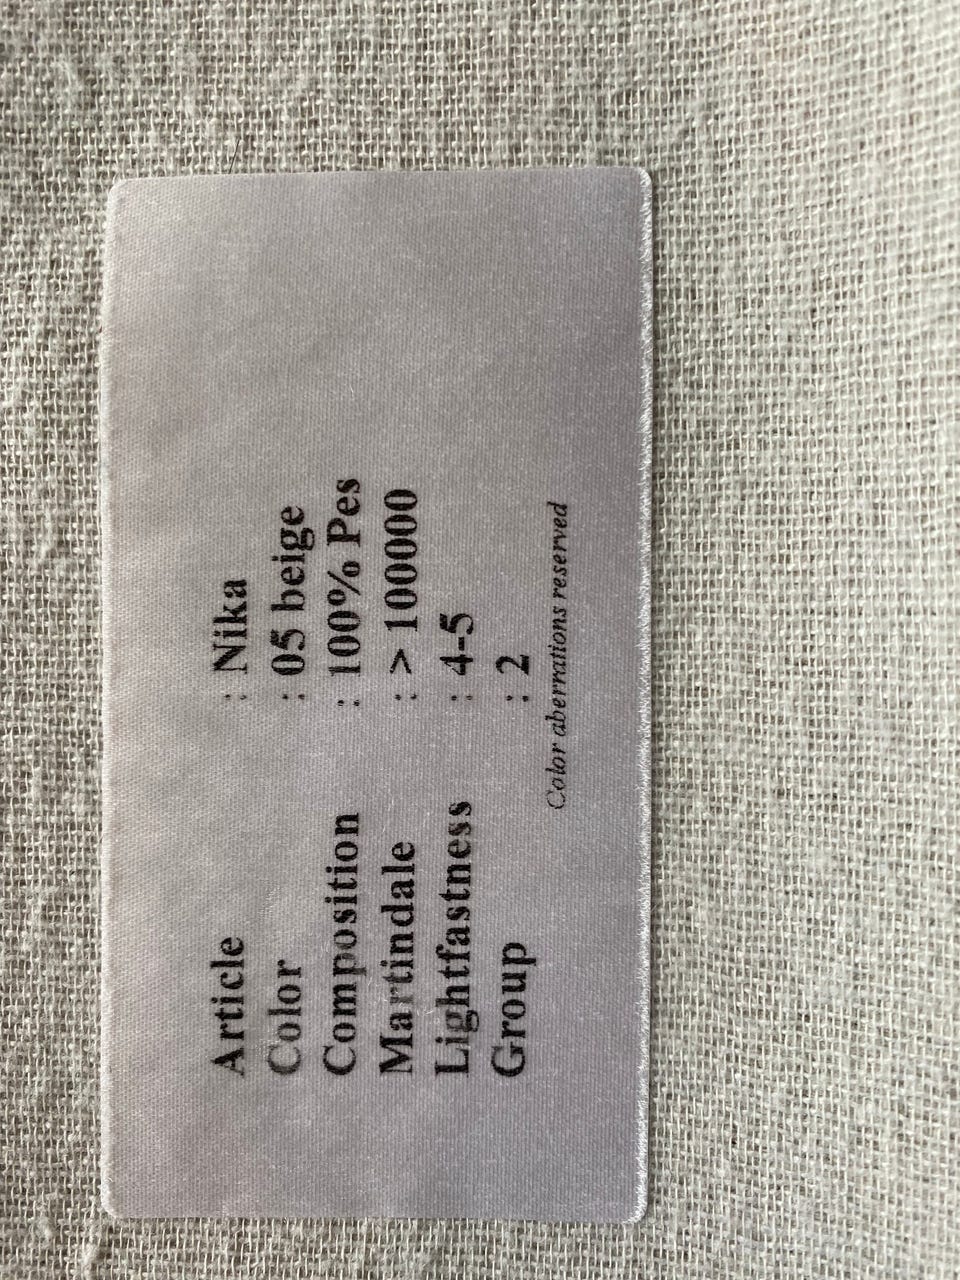 Article : Nika
Color : 05 beige
Composition : 100% Pes
Martindale : > 100000
Lightfastness : 4-5
Group : 2
Color aberrations reserved